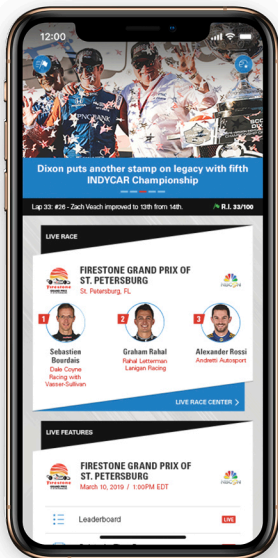 12:00
Dixon puts another stamp on legacy with fifth
INDYCAR Championship
Lap 33: #26 - Zach Veach improved to 13th from 14th.
R.I. 33/100
LIVE RACE
FIRESTONE GRAND PRIX OF
ST. PETERSBURG
St. Petersburg, FL
Firestone
1
2
3
Sebastien
Bourdais
Dale Coyne
Racing with
Vasser-Sullivan
Graham Rahal
Rahal Letterman
Lanigan Racing
Alexander Rossi
Andretti Autosport
LIVE RACE CENTER >
LIVE FEATURES
FIRESTONE GRAND PRIX OF
ST. PETERSBURG
March 10, 2019 / 1:00PM EDT
Firestone
Leaderboard
LIVE